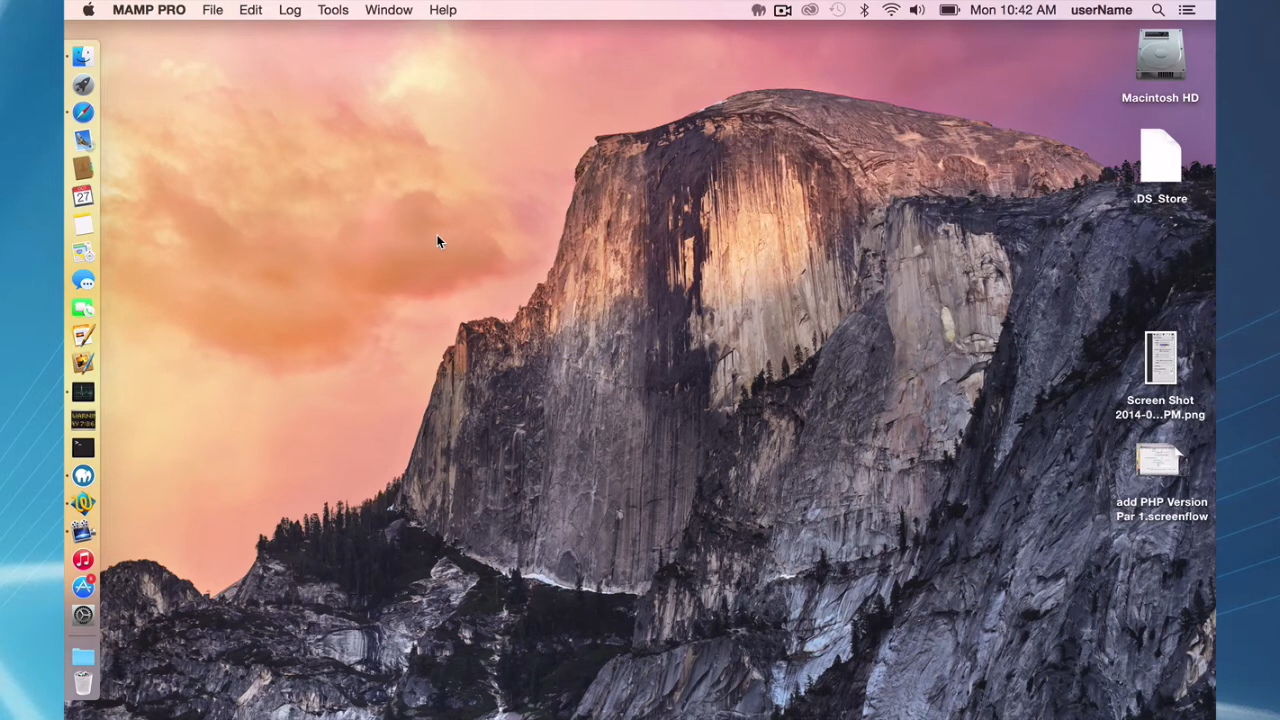 MAMP PRO File Edit Log Tools Window Help Mon 10:42 AM userName
Macintosh HD
.DS_Store
27
Screen Shot
2014-0...PM.png
add PHP Version
Par 1.screenflow